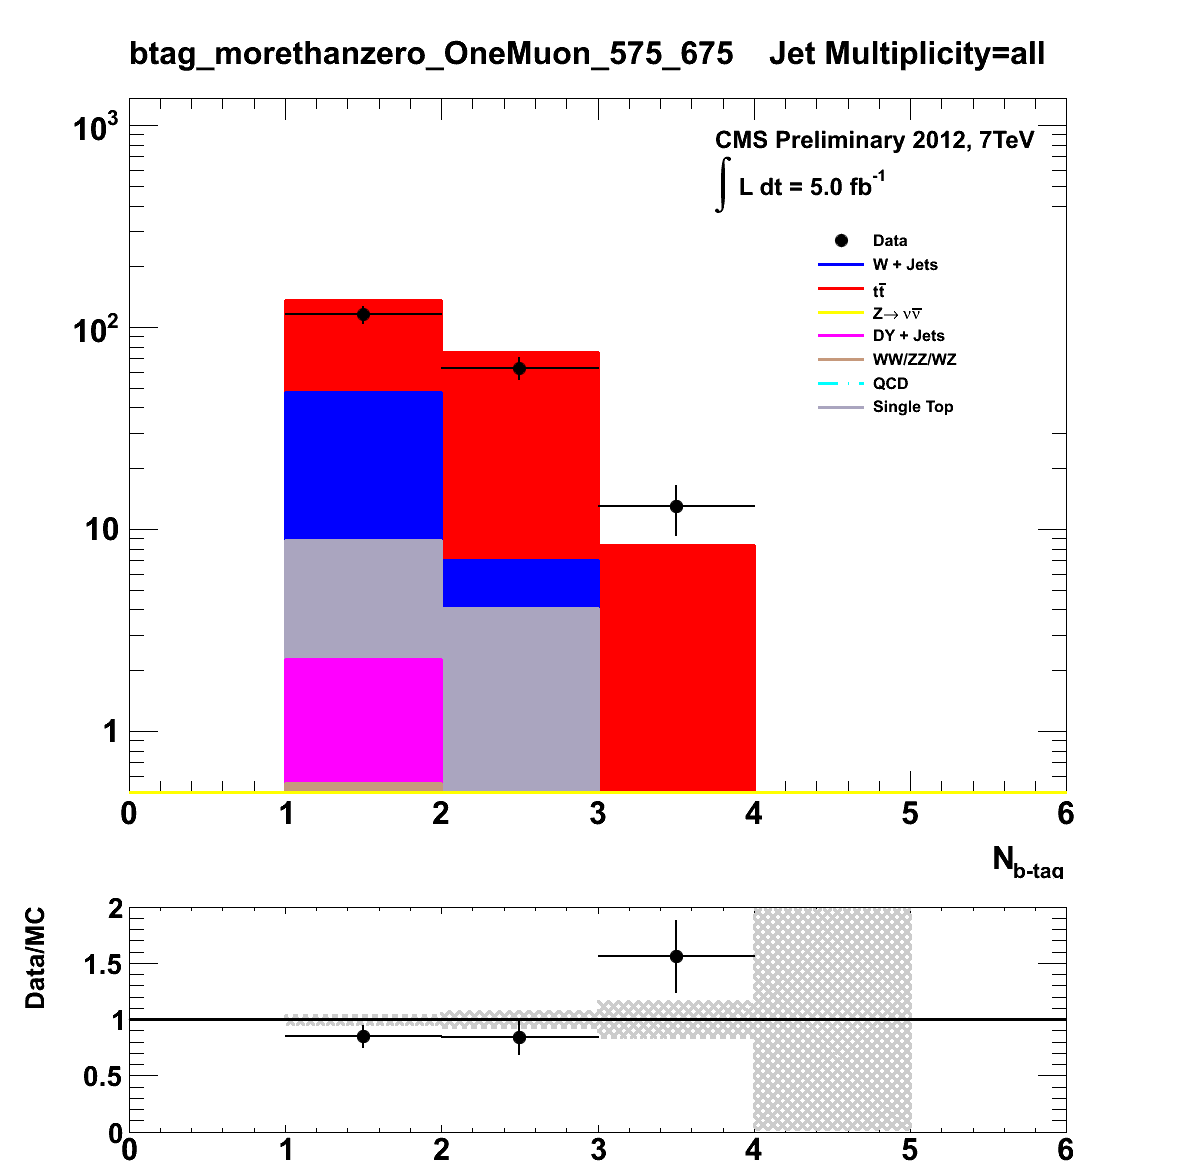 btag_morethanzero_OneMuon_575_675 Jet Multiplicity=all
10³
CMS Preliminary 2012, 7TeV
∫ L dt = 5.0 fb⁻¹
Data
W + Jets
tt̄
Z→ νν̄
DY + Jets
WW/ZZ/WZ
QCD
Single Top
10²
10
1
0 1 2 3 4 5 6
N_b-tag
Data/MC
2
1.5
1
0.5
0
0 1 2 3 4 5 6